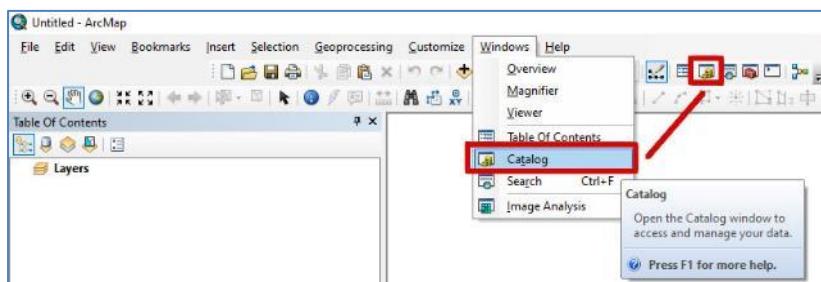 Untitled - ArcMap
File Edit View Bookmarks Insert Selection Geoprocessing Customize Windows Help
Table Of Contents
Layers
Overview
Magnifier
Viewer
Table Of Contents
Catalog
Search Ctrl+F
Image Analysis
Catalog
Open the Catalog window to
access and manage your data.
Press F1 for more help.